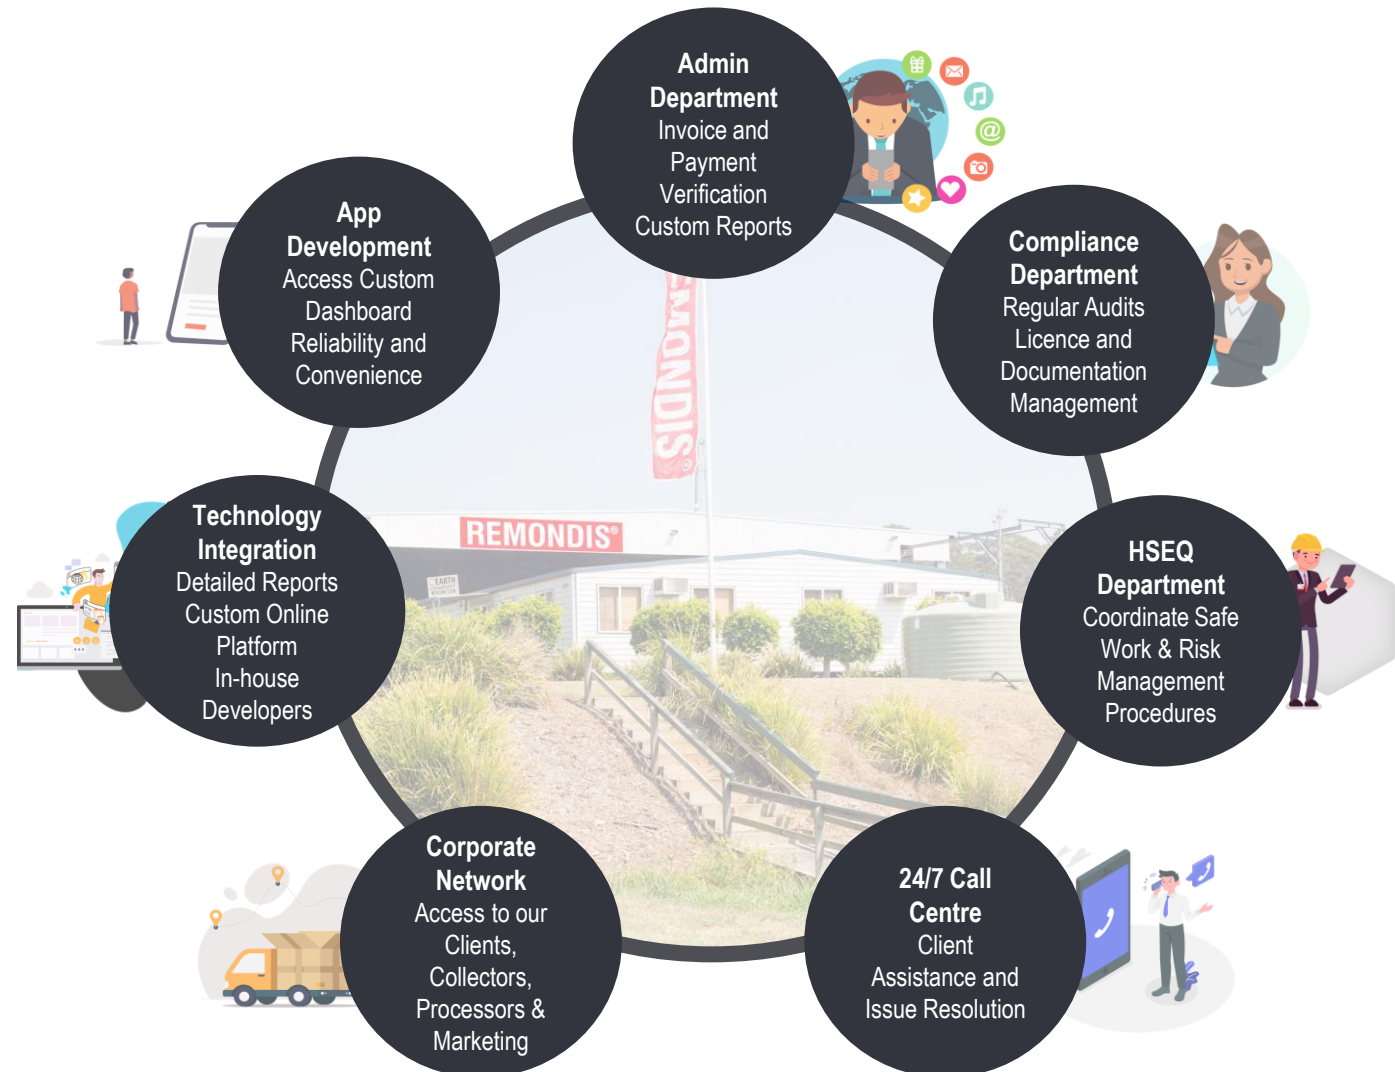 Admin
Department
Invoice and
Payment
Verification
Custom Reports
App
Development
Access Custom
Dashboard
Reliability and
Convenience
Compliance
Department
Regular Audits
Licence and
Documentation
Management
EMONDIS
REMONDIS®
EARTH
Technology
Integration
Detailed Reports
Custom Online
Platform
In-house
Developers
HSEQ
Department
Coordinate Safe
Work & Risk
Management
Procedures
Corporate
Network
Access to our
Clients,
Collectors,
Processors &
Marketing
24/7 Call
Centre
Client
Assistance and
Issue Resolution